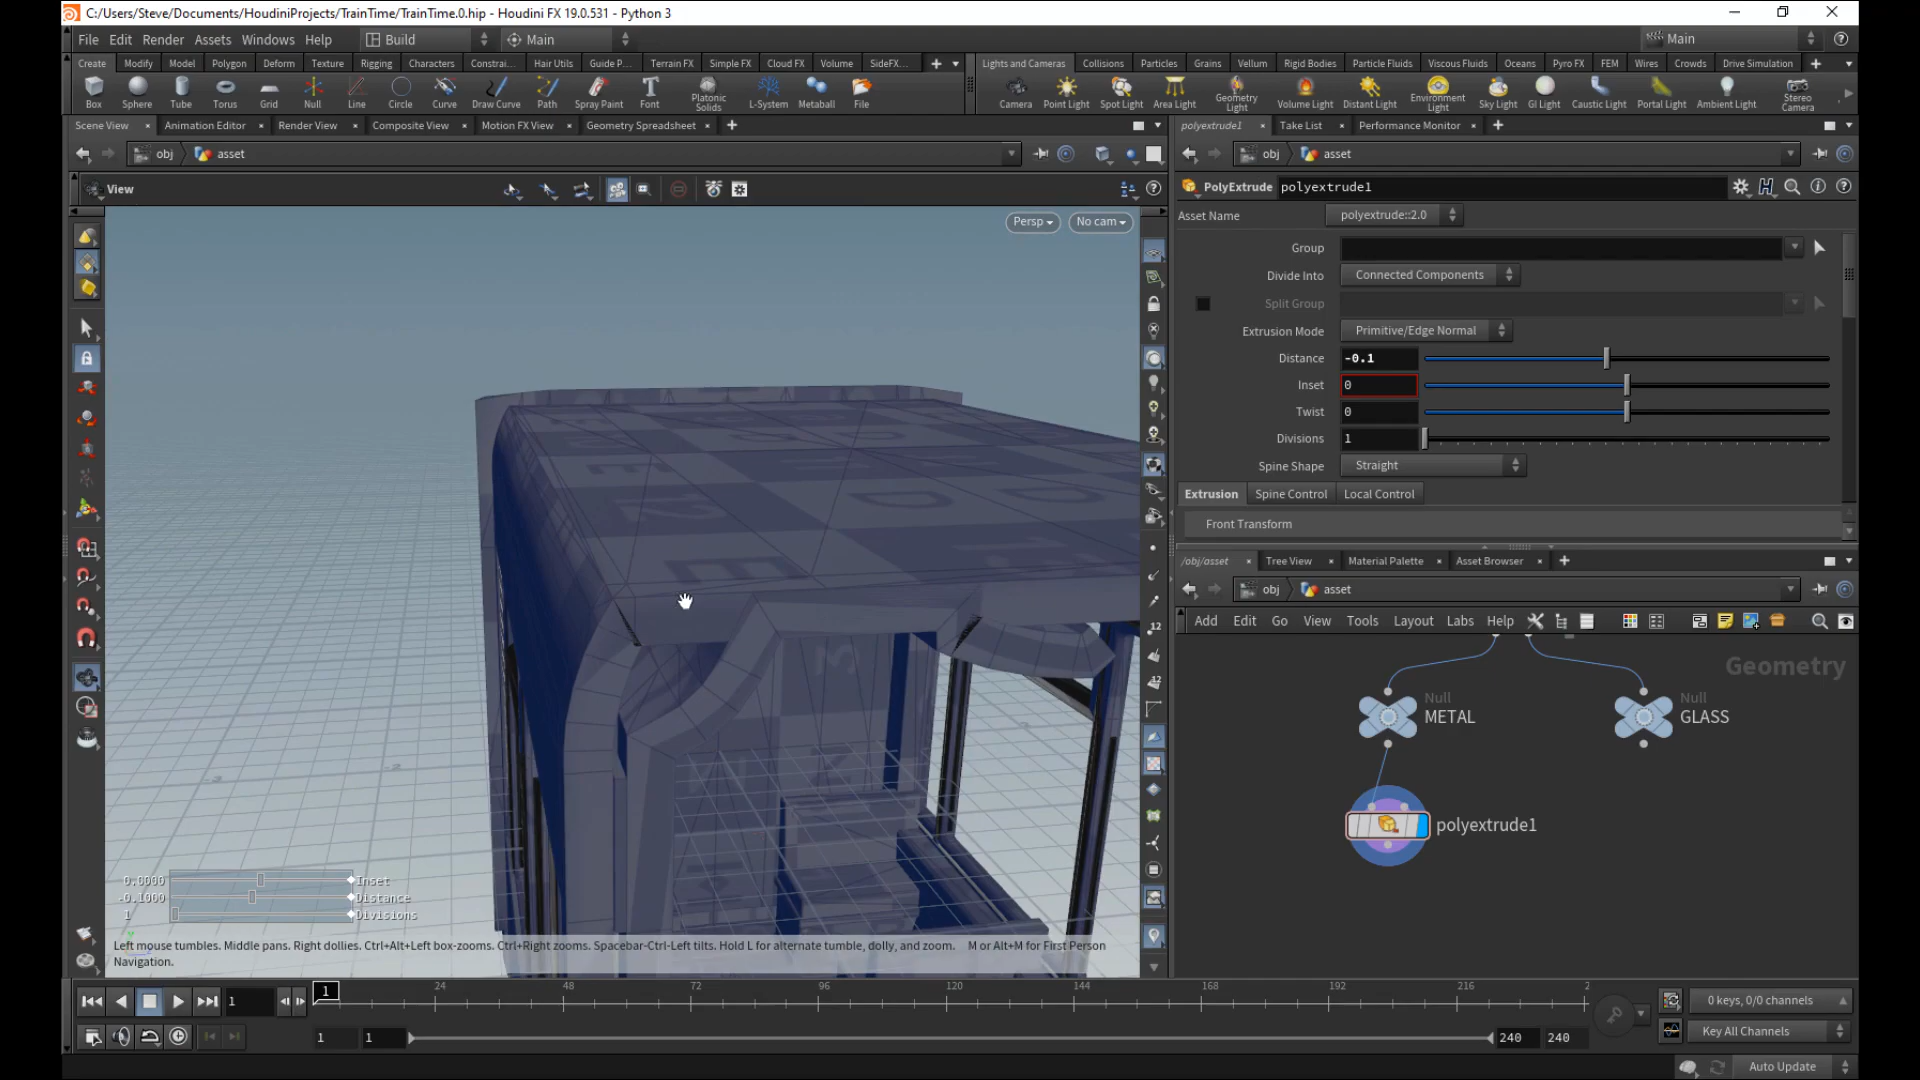 C:/Users/Steve/Documents/HoudiniProjects/TrainTime/TrainTime.0.hip - Houdini FX 19.0.531 - Python 3
File Edit Render Assets Windows Help Build Main Main
Create Modify Model Polygon Deform Texture Rigging Characters Constrai... Hair Utils Guide P... Terrain FX Simple FX Cloud FX Volume SideFX...
Lights and Cameras Collisions Particles Grains Vellum Rigid Bodies Particle Fluids Viscous Fluids Oceans Pyro FX FEM Wires Crowds Drive Simulation
Box Sphere Tube Torus Grid Null Line Circle Curve Draw Curve Path Spray Paint Font Platonic Solids L-System Metaball File
Camera Point Light Spot Light Area Light Geometry Light Volume Light Distant Light Environment Light Sky Light GI Light Caustic Light Portal Light Ambient Light Stereo Camera
Scene View Animation Editor Render View Composite View Motion FX View Geometry Spreadsheet
polyextrude1 Take List Performance Monitor
obj asset
obj asset
View
PolyExtrude polyextrude1
Asset Name polyextrude::2.0
Persp No cam
Group
Divide Into Connected Components
Split Group
Extrusion Mode Primitive/Edge Normal
Distance -0.1
Inset 0
Twist 0
Divisions 1
Spine Shape Straight
Extrusion Spine Control Local Control
Front Transform
/obj/asset Tree View Material Palette Asset Browser
obj asset
Add Edit Go View Tools Layout Labs Help
Geometry
Null
METAL
Null
GLASS
polyextrude1
12
12
0.0000 Inset
-0.1000 Distance
1 Divisions
Left mouse tumbles. Middle pans. Right dollies. Ctrl+Alt+Left box-zooms. Ctrl+Right zooms. Spacebar-Ctrl-Left tilts. Hold L for alternate tumble, dolly, and zoom. M or Alt+M for First Person
Navigation.
1 1 24 48 72 96 120 144 168 192 216 2
0 keys, 0/0 channels
1 1 240 240
Key All Channels
Auto Update